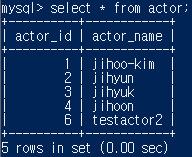 mysql> select * from actor;
+----------+------------+
| actor_id | actor_name |
+----------+------------+
| 1 | jihoo-kim |
| 2 | jihyun |
| 3 | jihyuk |
| 4 | jihoon |
| 6 | testactor2 |
+----------+------------+
5 rows in set (0.00 sec)